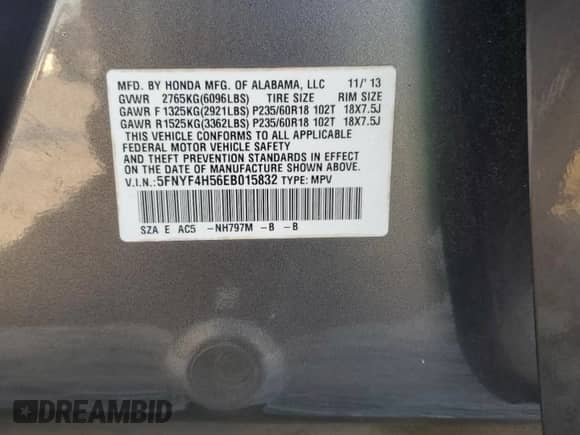 MFD. BY HONDA MFG. OF ALABAMA, LLC 11/'13
GVWR 2765KG(6096LBS) TIRE SIZE RIM SIZE
GAWR F 1325KG(2921LBS) P235/60R18 102T 18X7.5J
GAWR R 1525KG(3362LBS) P235/60R18 102T 18X7.5J
THIS VEHICLE CONFORMS TO ALL APPLICABLE
FEDERAL MOTOR VEHICLE SAFETY
AND THEFT PREVENTION STANDARDS IN EFFECT
ON THE DATE OF MANUFACTURE SHOWN ABOVE.
V.I.N.: 5FNYF4H56EB015832 TYPE: MPV
SZA E AC5 -NH797M -B -B
DREAMBID